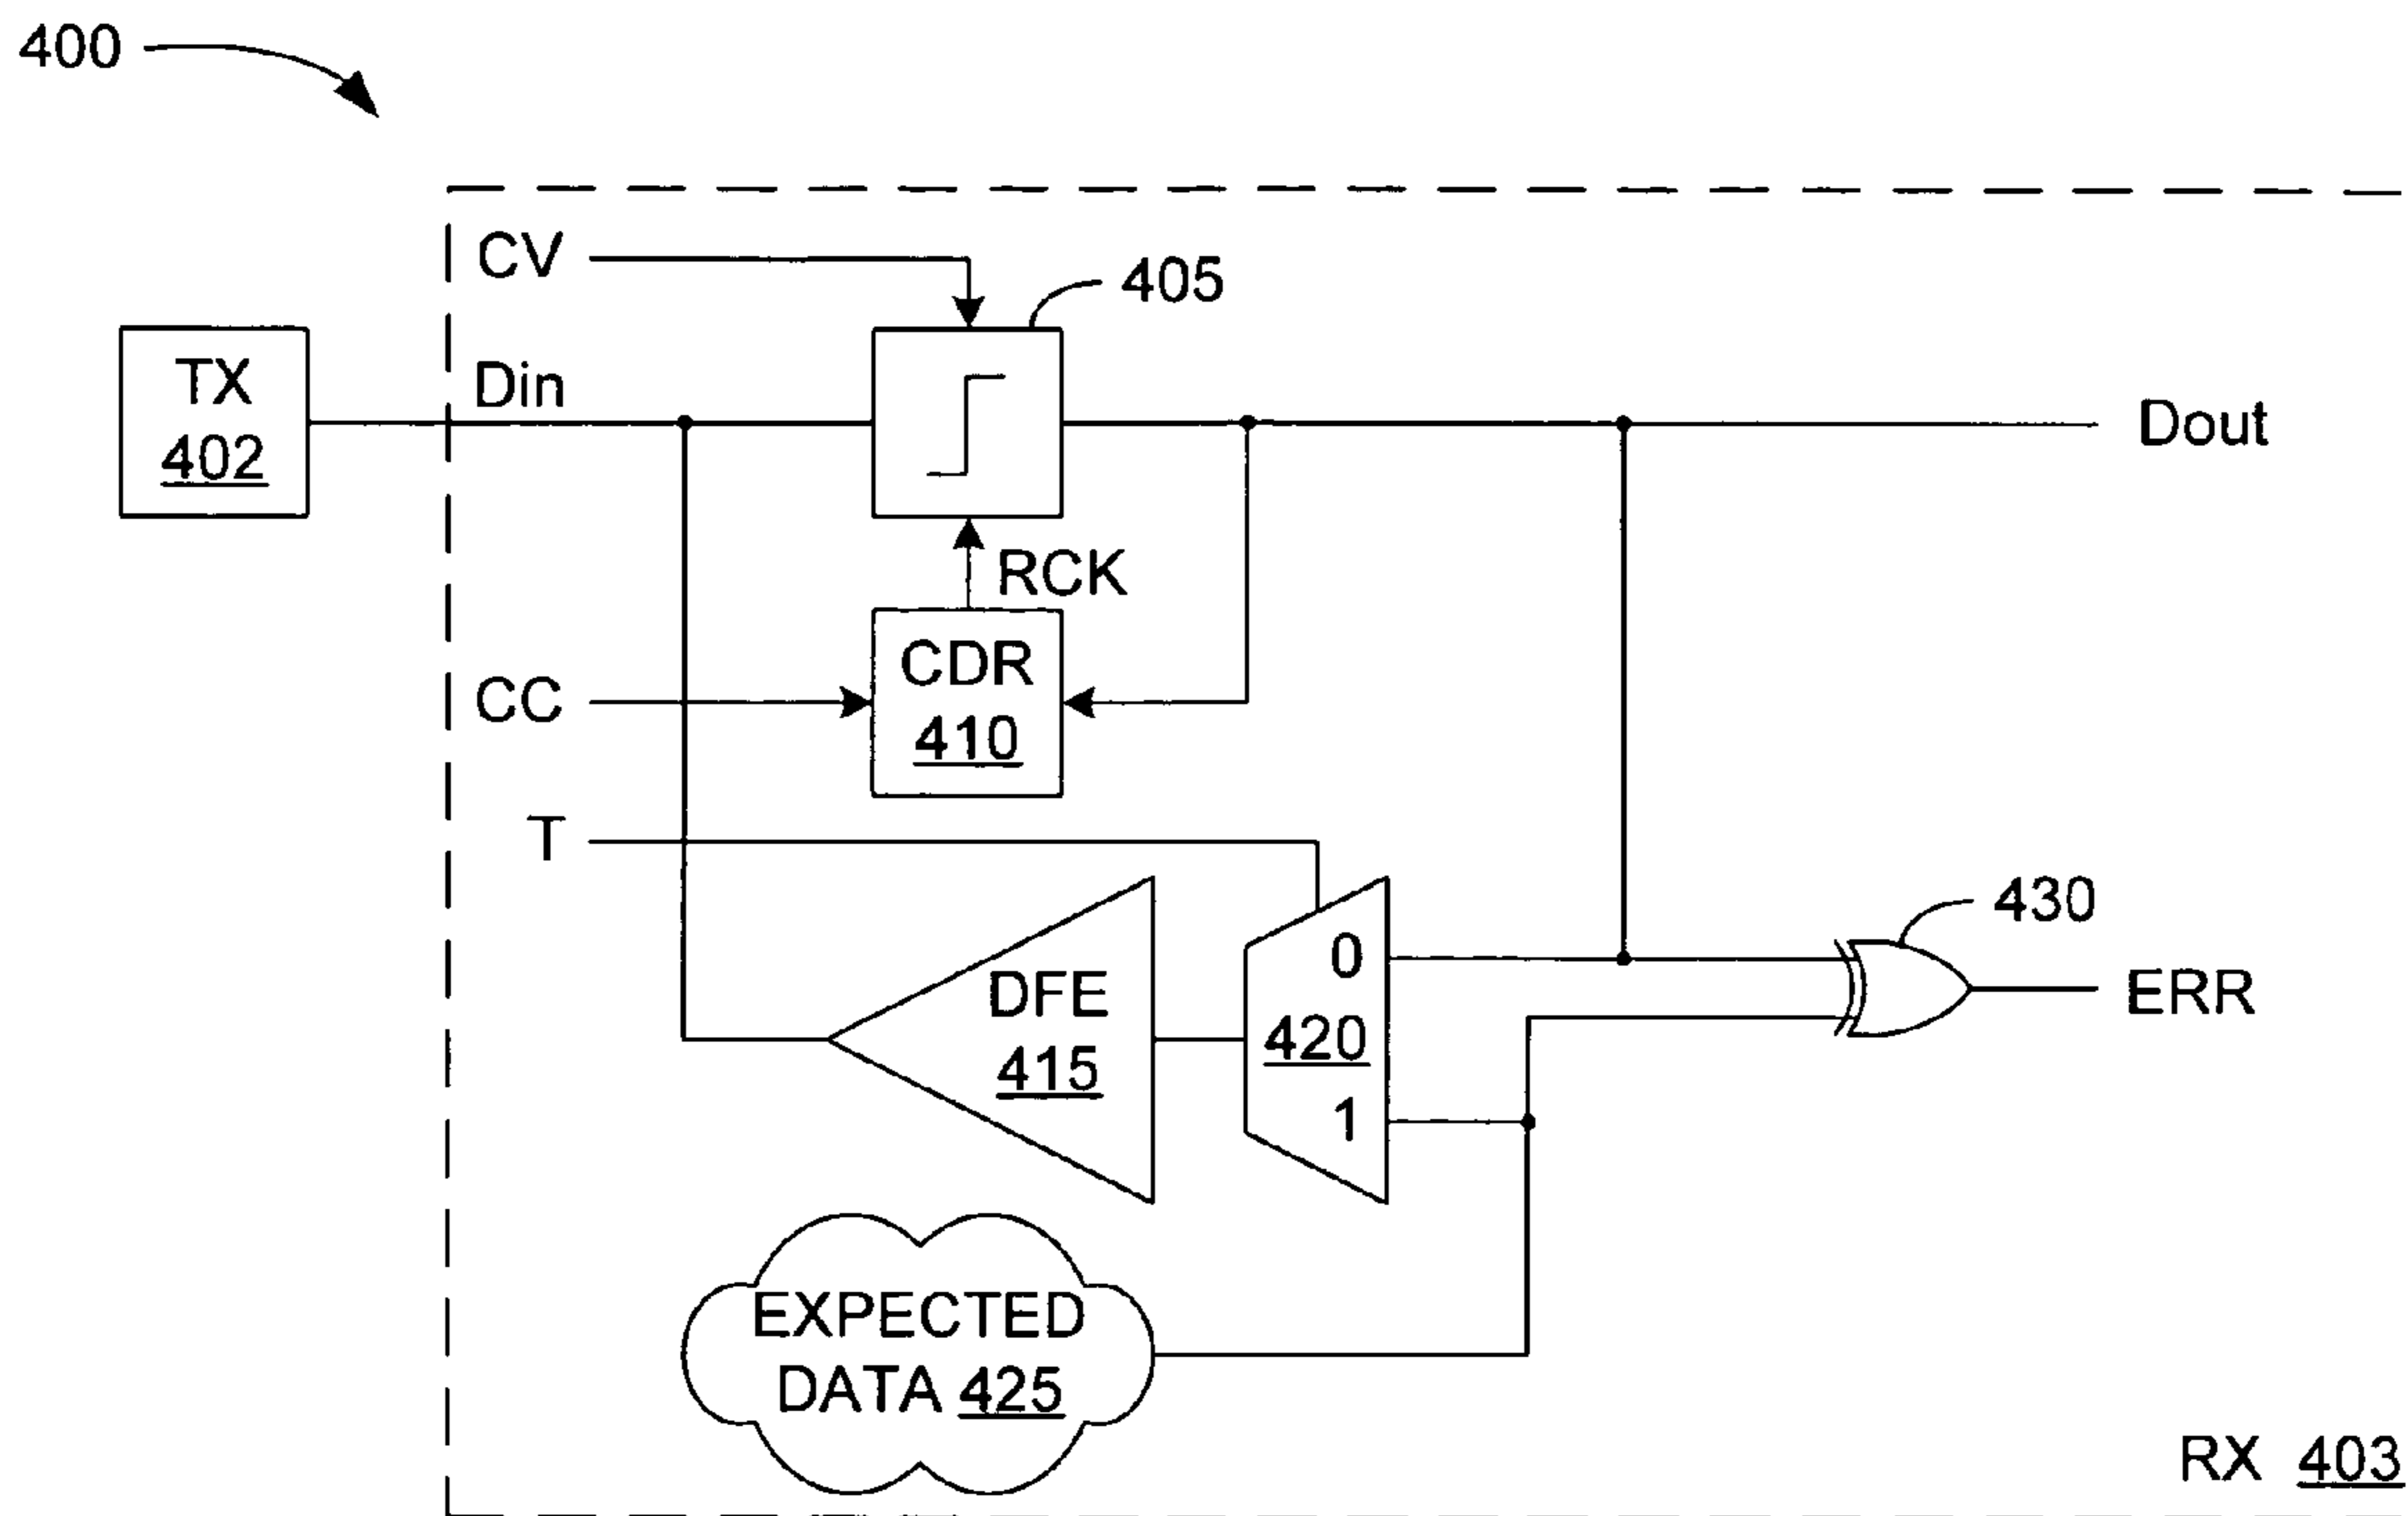 400
CV
405
TX
402
Din
Dout
RCK
CC
CDR
410
T
430
0
DFE
415
420
ERR
1
EXPECTED
DATA 425
RX 403